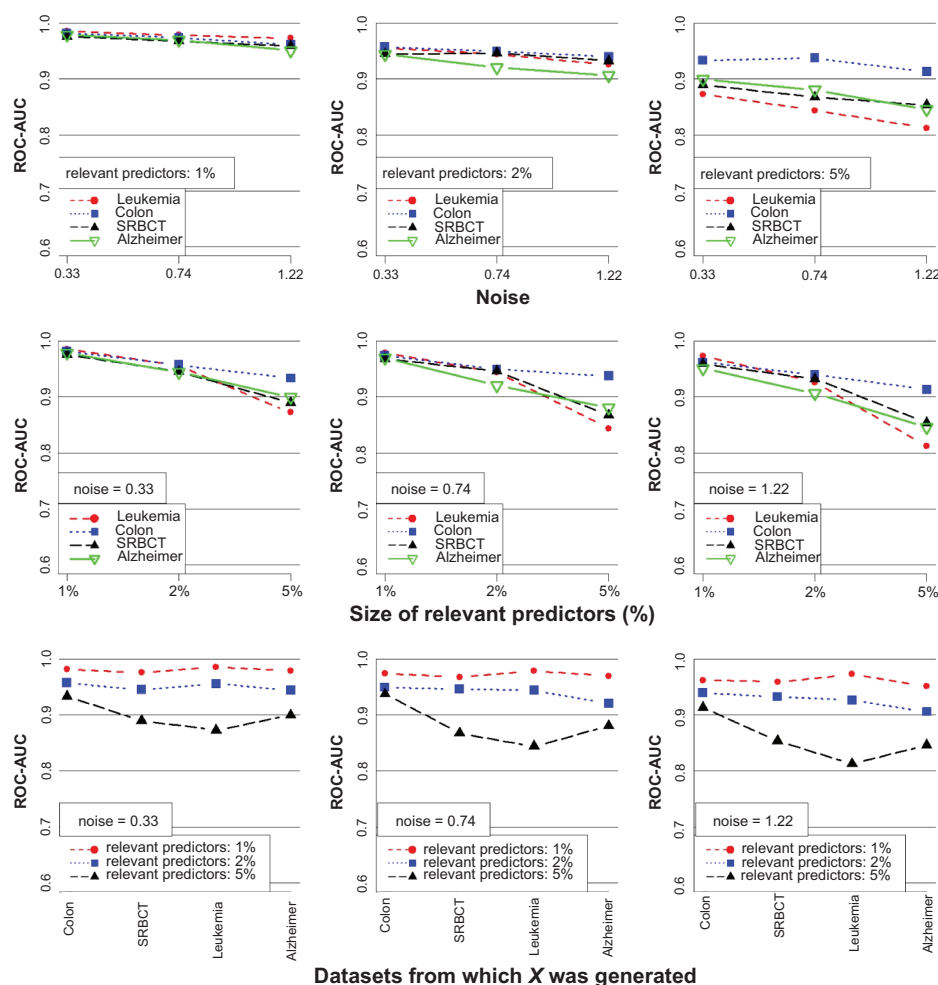 ROC-AUC
1.0
0.9
0.8
0.7
0.6
relevant predictors: 1%
Leukemia
Colon
SRBCT
Alzheimer
0.33
0.74
1.22
ROC-AUC
1.0
0.9
0.8
0.7
0.6
relevant predictors: 2%
Leukemia
Colon
SRBCT
Alzheimer
0.33
0.74
1.22
ROC-AUC
1.0
0.9
0.8
0.7
0.6
relevant predictors: 5%
Leukemia
Colon
SRBCT
Alzheimer
0.33
0.74
1.22
Noise
ROC-AUC
1.0
0.9
0.8
0.7
0.6
noise = 0.33
Leukemia
Colon
SRBCT
Alzheimer
1%
2%
5%
ROC-AUC
1.0
0.9
0.8
0.7
0.6
noise = 0.74
Leukemia
Colon
SRBCT
Alzheimer
1%
2%
5%
ROC-AUC
1.0
0.9
0.8
0.7
0.6
noise = 1.22
Leukemia
Colon
SRBCT
Alzheimer
1%
2%
5%
Size of relevant predictors (%)
ROC-AUC
1.0
0.9
0.8
0.7
0.6
noise = 0.33
relevant predictors: 1%
relevant predictors: 2%
relevant predictors: 5%
Colon
SRBCT
Leukemia
Alzheimer
ROC-AUC
1.0
0.9
0.8
0.7
0.6
noise = 0.74
relevant predictors: 1%
relevant predictors: 2%
relevant predictors: 5%
Colon
SRBCT
Leukemia
Alzheimer
ROC-AUC
1.0
0.9
0.8
0.7
0.6
noise = 1.22
relevant predictors: 1%
relevant predictors: 2%
relevant predictors: 5%
Colon
SRBCT
Leukemia
Alzheimer
Datasets from which X was generated